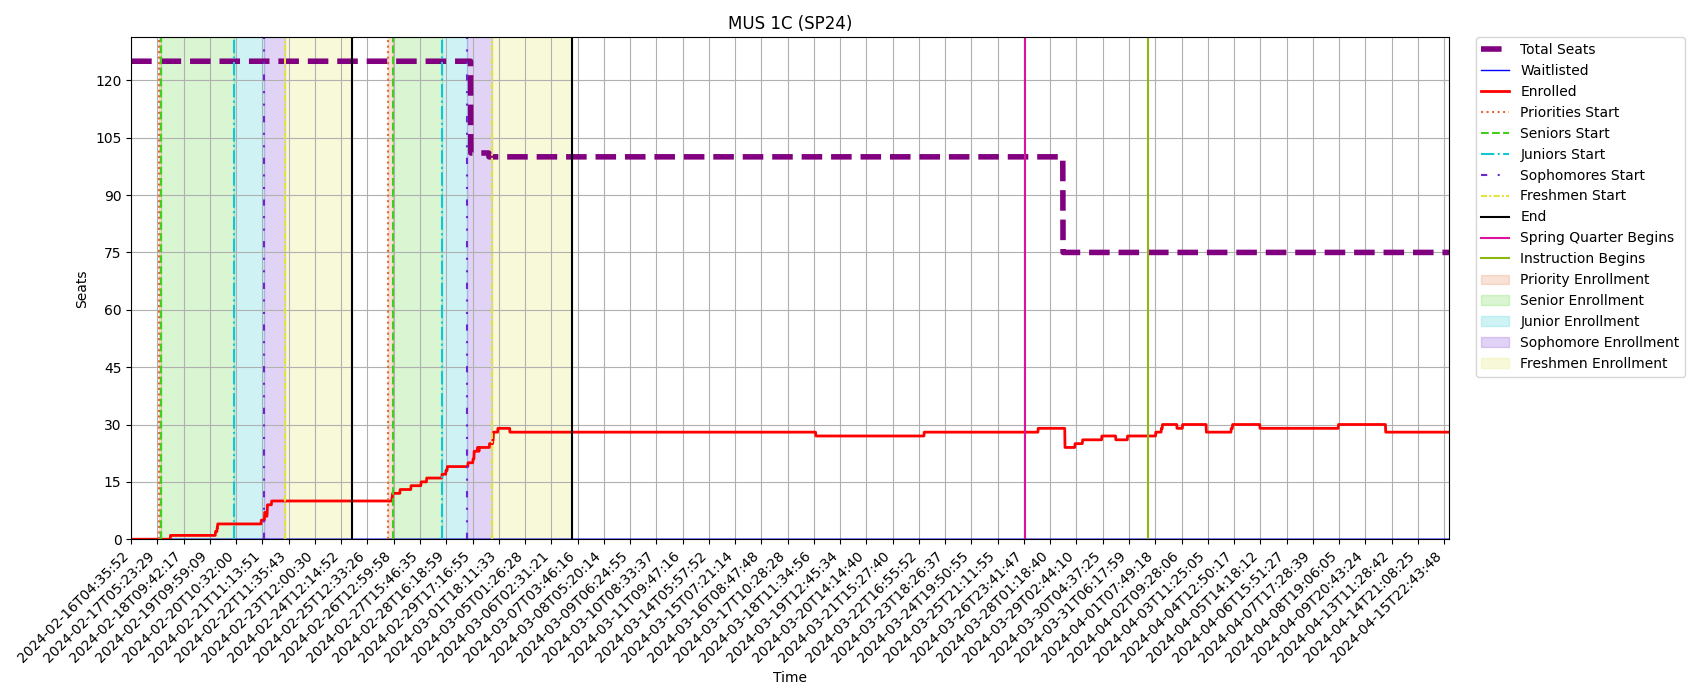 MUS 1C (SP24)
Seats
120
105
90
75
60
45
30
15
0
2024-02-16T04:35:52
2024-02-17T05:23:29
2024-02-18T09:42:17
2024-02-19T09:59:09
2024-02-20T10:32:00
2024-02-21T11:13:51
2024-02-22T11:35:43
2024-02-23T12:00:30
2024-02-24T12:14:52
2024-02-25T12:33:26
2024-02-26T12:59:58
2024-02-27T15:46:35
2024-02-28T16:18:59
2024-02-29T17:16:55
2024-03-01T18:11:33
2024-03-05T01:26:28
2024-03-06T02:31:21
2024-03-07T03:46:16
2024-03-08T05:20:14
2024-03-09T06:24:55
2024-03-10T08:33:37
2024-03-11T09:47:16
2024-03-14T05:57:52
2024-03-15T07:21:14
2024-03-16T08:47:48
2024-03-17T10:28:28
2024-03-18T11:34:56
2024-03-19T12:45:34
2024-03-20T14:14:40
2024-03-21T15:27:40
2024-03-22T16:55:52
2024-03-23T18:26:37
2024-03-24T19:50:55
2024-03-25T21:11:55
2024-03-26T23:41:47
2024-03-28T01:18:40
2024-03-29T02:44:10
2024-03-30T04:37:25
2024-03-31T06:17:59
2024-04-01T07:49:18
2024-04-02T09:28:06
2024-04-03T11:25:05
2024-04-04T12:50:17
2024-04-05T14:18:12
2024-04-06T15:51:27
2024-04-07T17:28:39
2024-04-08T19:06:05
2024-04-09T20:43:24
2024-04-13T11:28:42
2024-04-14T21:08:25
2024-04-15T22:43:48
Time
Total Seats
Waitlisted
Enrolled
Priorities Start
Seniors Start
Juniors Start
Sophomores Start
Freshmen Start
End
Spring Quarter Begins
Instruction Begins
Priority Enrollment
Senior Enrollment
Junior Enrollment
Sophomore Enrollment
Freshmen Enrollment